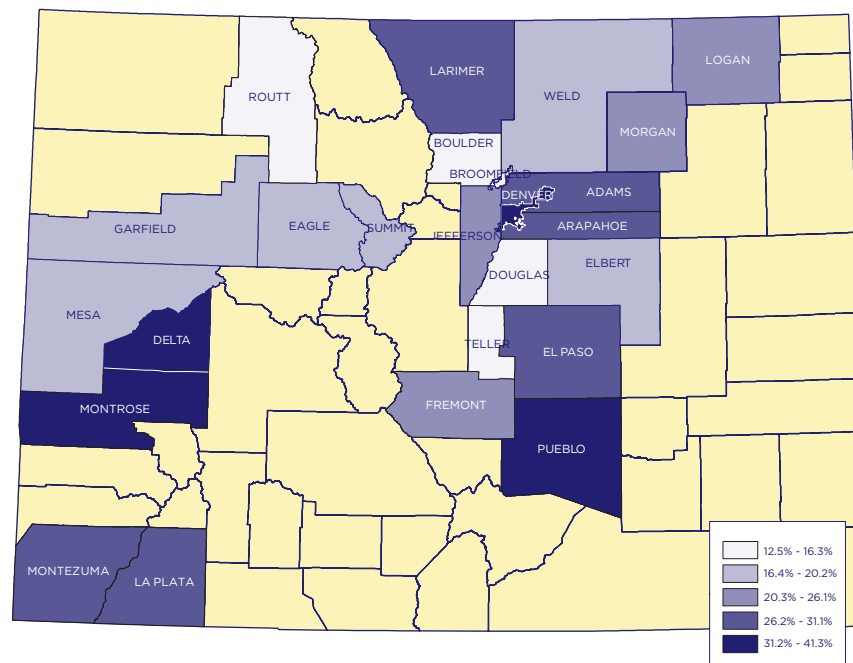 LOGAN
LARIMER
ROUTT
WELD
MORGAN
BOULDER
BROOMFIELD
DENVER
ADAMS
GARFIELD
EAGLE
SUMMIT
JEFFERSON
ARAPAHOE
DOUGLAS
ELBERT
MESA
DELTA
TELLER
EL PASO
MONTROSE
FREMONT
PUEBLO
MONTEZUMA
LA PLATA
12.5% - 16.3%
16.4% - 20.2%
20.3% - 26.1%
26.2% - 31.1%
31.2% - 41.3%